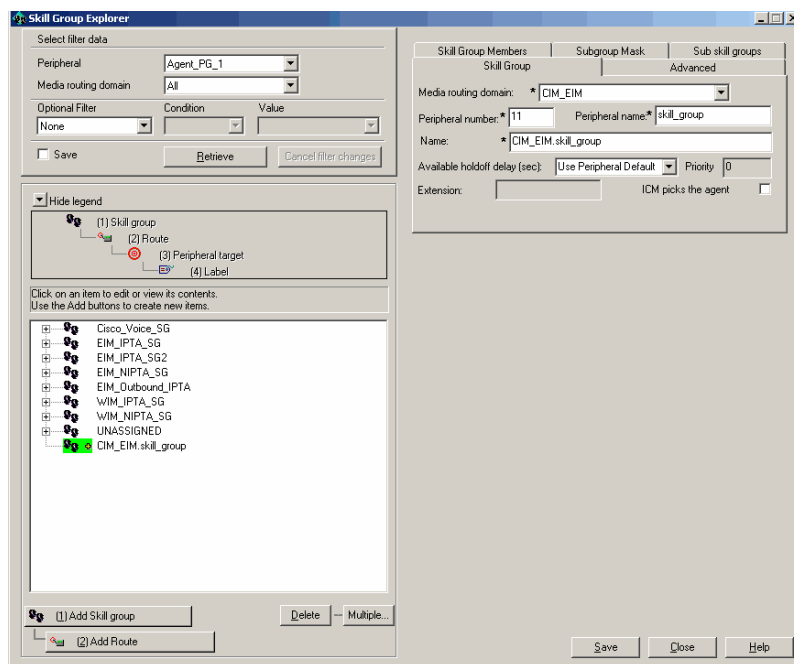 Skill Group Explorer
Select filter data
Peripheral Agent_PG_1
Media routing domain All
Optional Filter Condition Value
None
Save Retrieve Cancel filter changes
Hide legend
(1) Skill group
(2) Route
(3) Peripheral target
(4) Label
Click on an item to edit or view its contents.
Use the Add buttons to create new items.
Cisco_Voice_SG
EIM_IPTA_SG
EIM_IPTA_SG2
EIM_NIPTA_SG
EIM_Outbound_IPTA
WIM_IPTA_SG
WIM_NIPTA_SG
UNASSIGNED
CIM_EIM.skill_group
(1) Add Skill group Delete Multiple...
(2) Add Route
Skill Group Members Subgroup Mask Sub skill groups
Skill Group Advanced
Media routing domain: * CIM_EIM
Peripheral number: * 11 Peripheral name:* skill_group
Name: * CIM_EIM.skill_group
Available holdoff delay (sec): Use Peripheral Default Priority 0
Extension: ICM picks the agent
Save Close Help